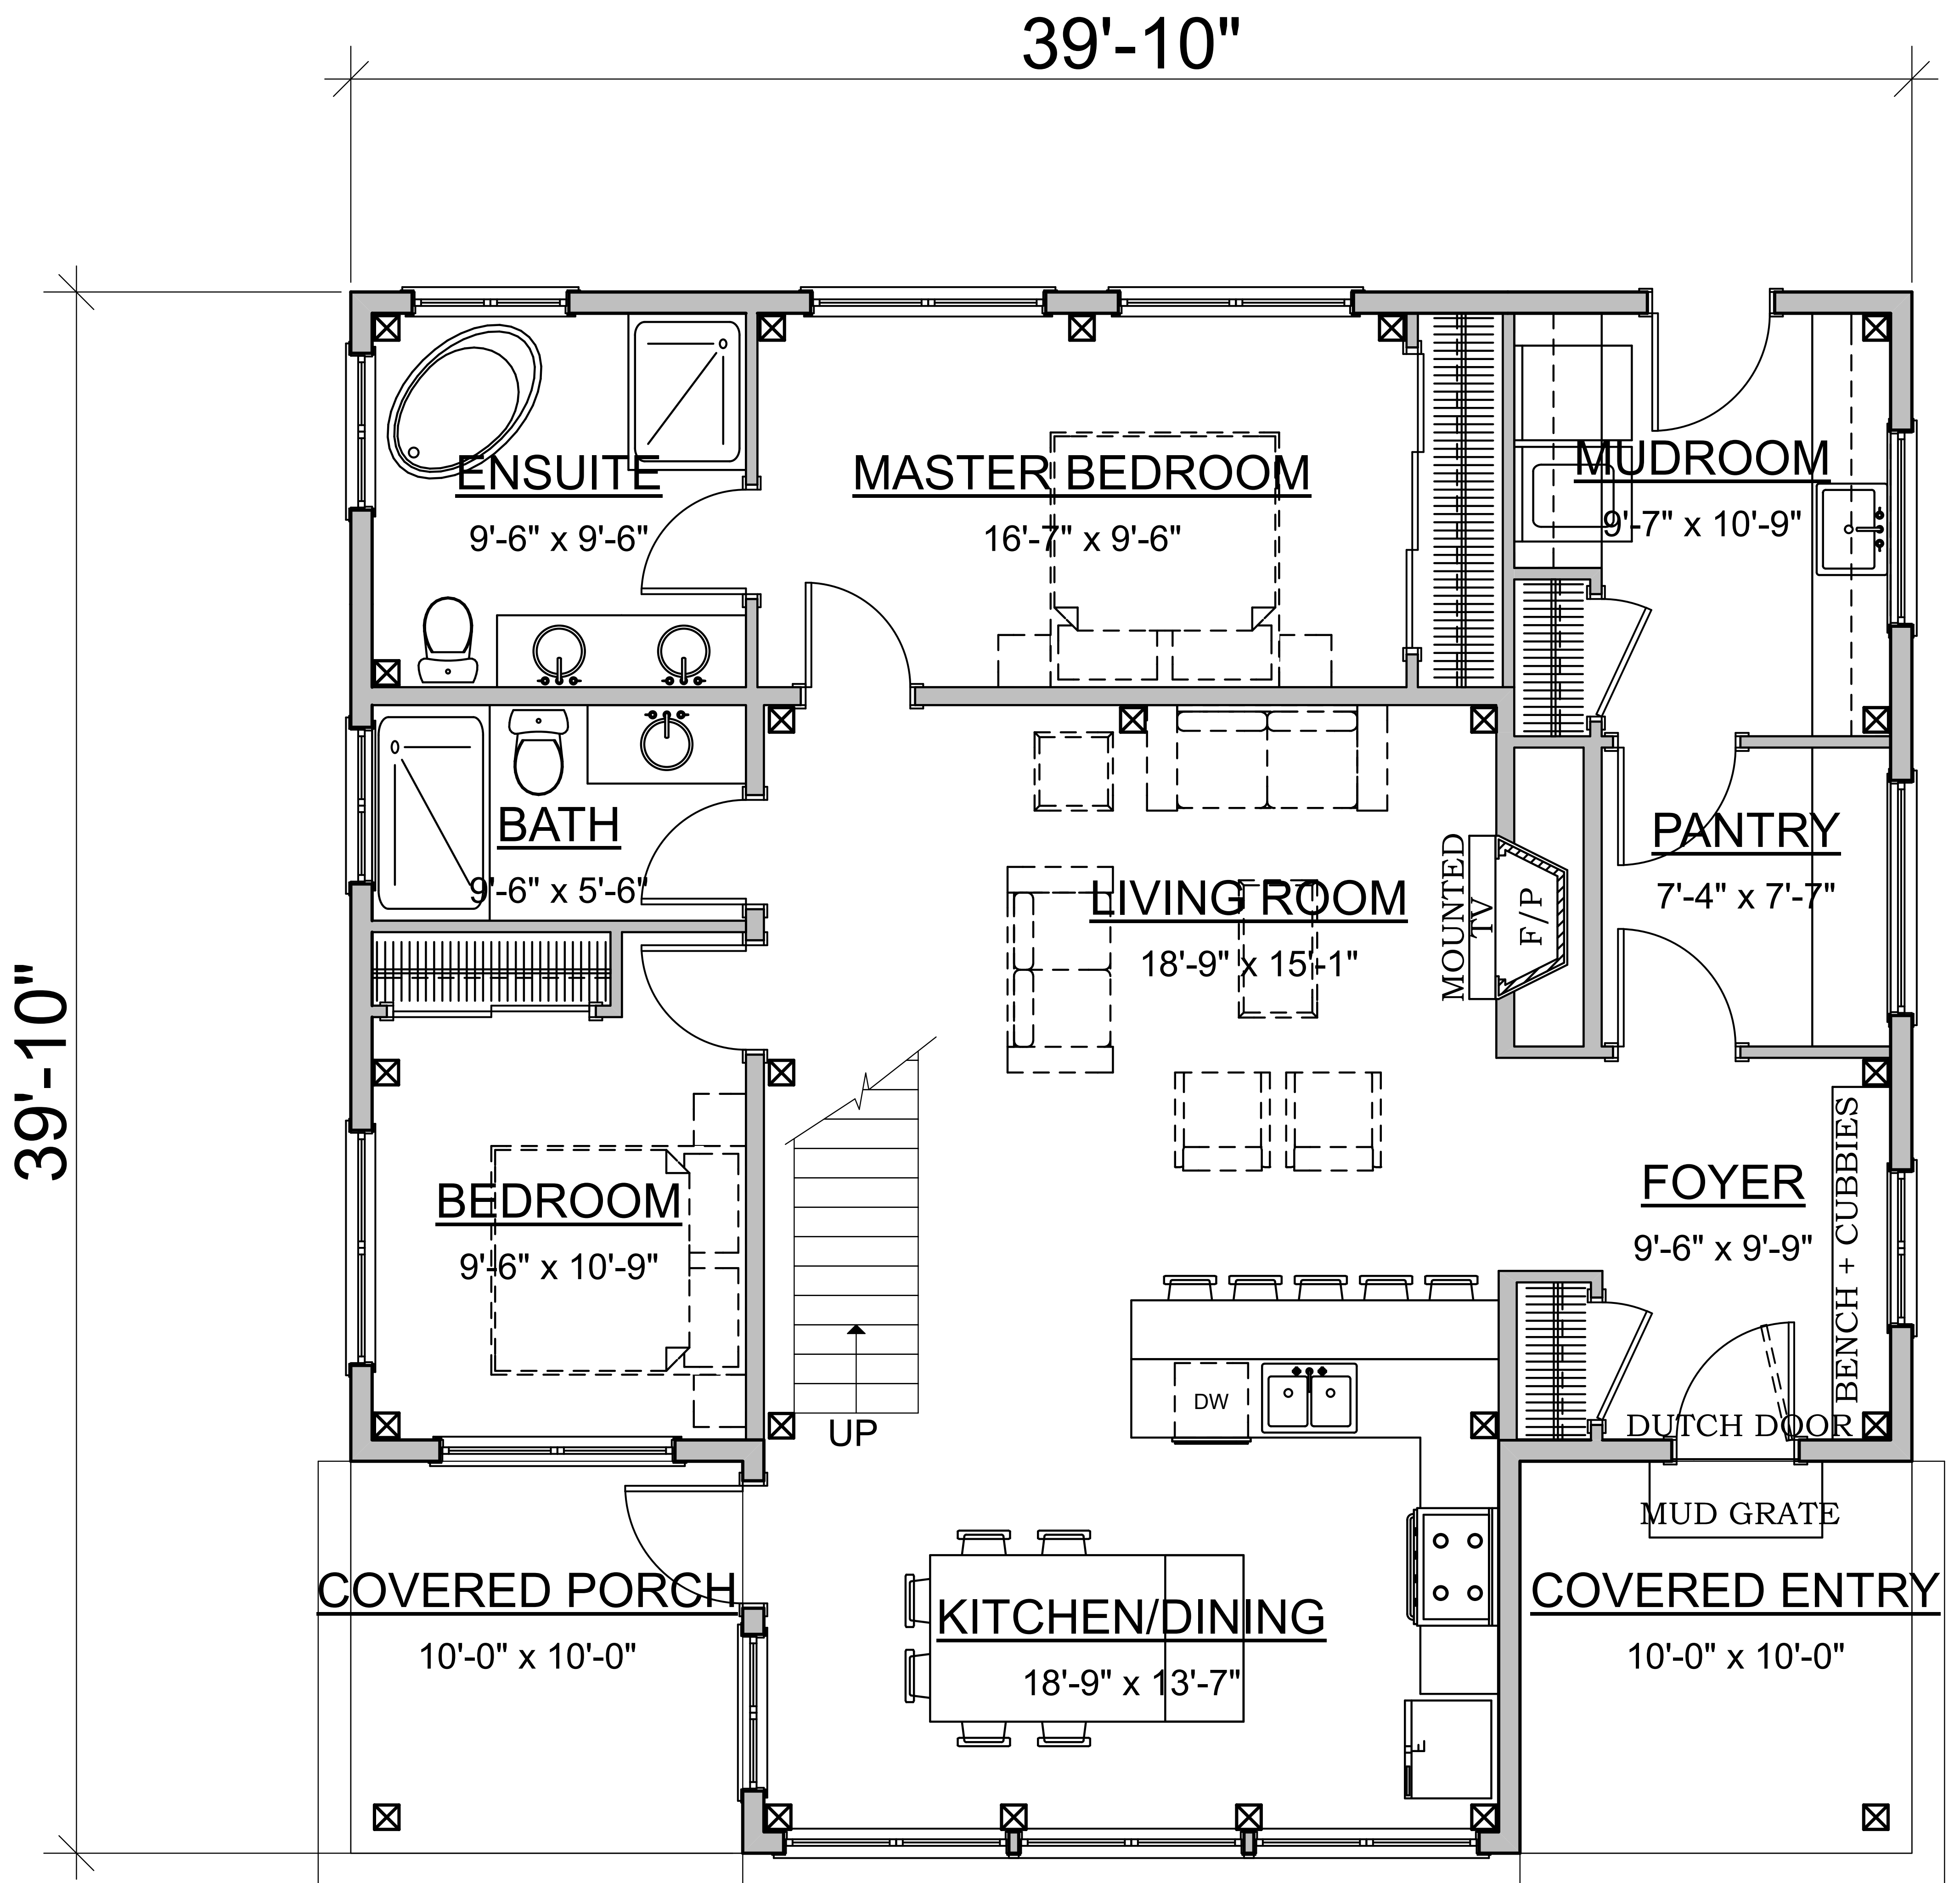 39'-10"
39'-10"
ENSUITE
9'-6" x 9'-6"
MASTER BEDROOM
16'-7" x 9'-6"
MUDROOM
9'-7" x 10'-9"
BATH
9'-6" x 5'-6"
LIVING ROOM
18'-9" x 15'-1"
MOUNTED
TV
F/P
PANTRY
7'-4" x 7'-7"
BEDROOM
9'-6" x 10'-9"
FOYER
9'-6" x 9'-9"
BENCH + CUBBIES
UP
DW
DUTCH DOOR
MUD GRATE
COVERED PORCH
10'-0" x 10'-0"
KITCHEN/DINING
18'-9" x 13'-7"
COVERED ENTRY
10'-0" x 10'-0"